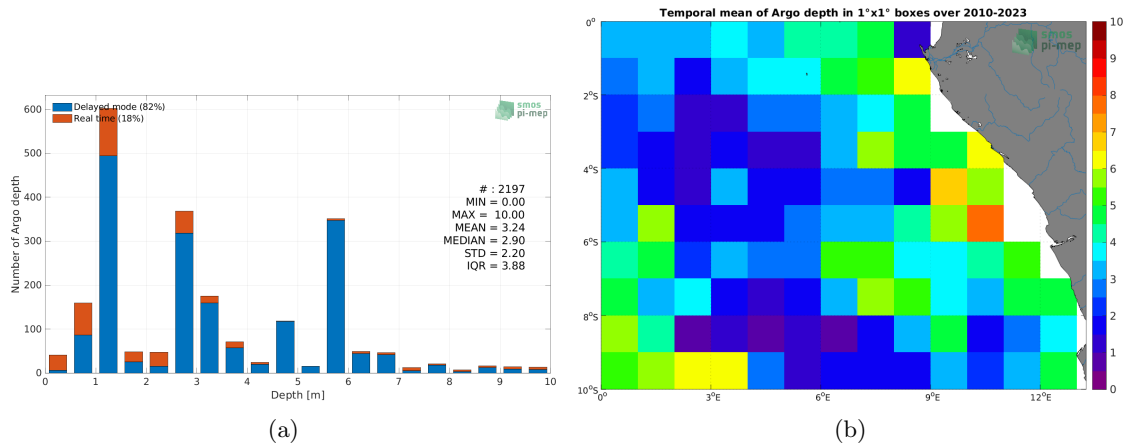 Delayed mode (82%)
Real time (18%)
smos
pi-mep
Number of Argo depth
600
500
400
300
200
100
0
# : 2197
MIN = 0.00
MAX = 10.00
MEAN = 3.24
MEDIAN = 2.90
STD = 2.20
IQR = 3.88
0 1 2 3 4 5 6 7 8 9 10
Depth [m]
(a)
Temporal mean of Argo depth in 1°x1° boxes over 2010-2023
smos
pi-mep
0°
2°S
4°S
6°S
8°S
10°S
0° 3°E 6°E 9°E 12°E
10
9
8
7
6
5
4
3
2
1
0
(b)